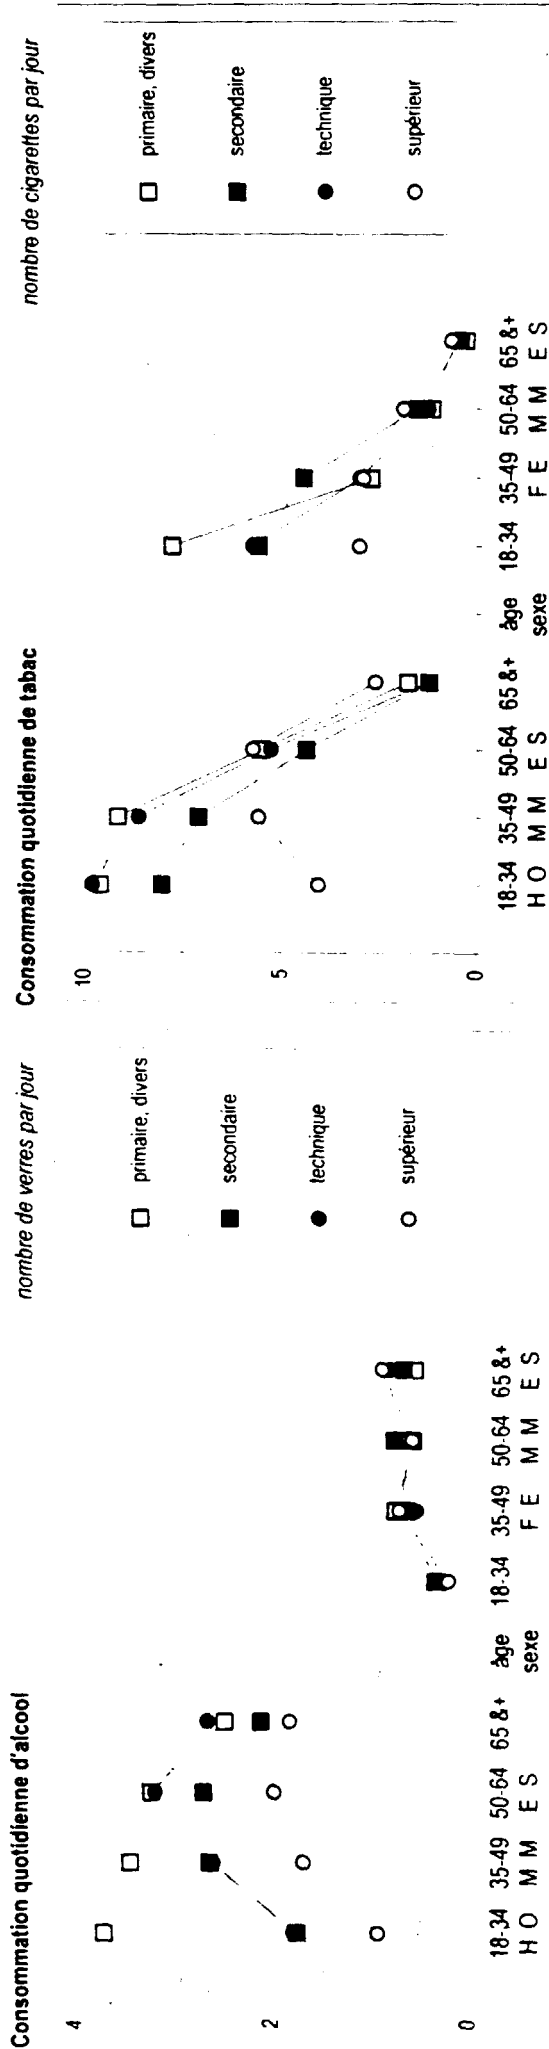 Consommation quotidienne d'alcool
nombre de verres par jour
4
2
0
primaire, divers
secondaire
technique
supérieur
18-34 35-49 50-64 65 &+ âge 18-34 35-49 50-64 65 &+
H O M M E S sexe F E M M E S
Consommation quotidienne de tabac
nombre de cigarettes par jour
10
5
0
primaire, divers
secondaire
technique
supérieur
18-34 35-49 50-64 65 &+ âge 18-34 35-49 50-64 65 &+
H O M M E S sexe F E M M E S